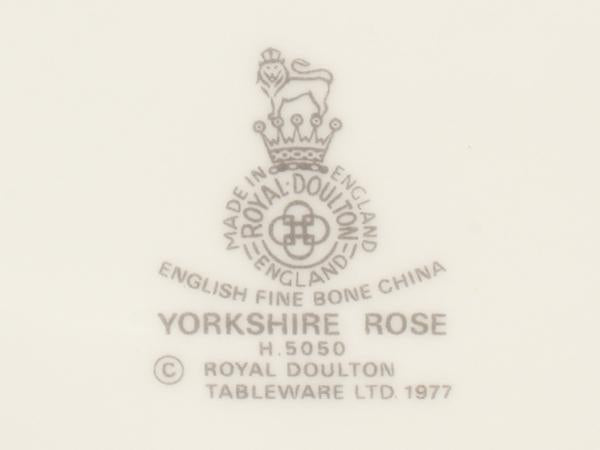 MADE IN ENGLAND
ROYAL·DOULTON
ENGLAND
ENGLISH FINE BONE CHINA
YORKSHIRE ROSE
H.5050
© ROYAL DOULTON
TABLEWARE LTD. 1977